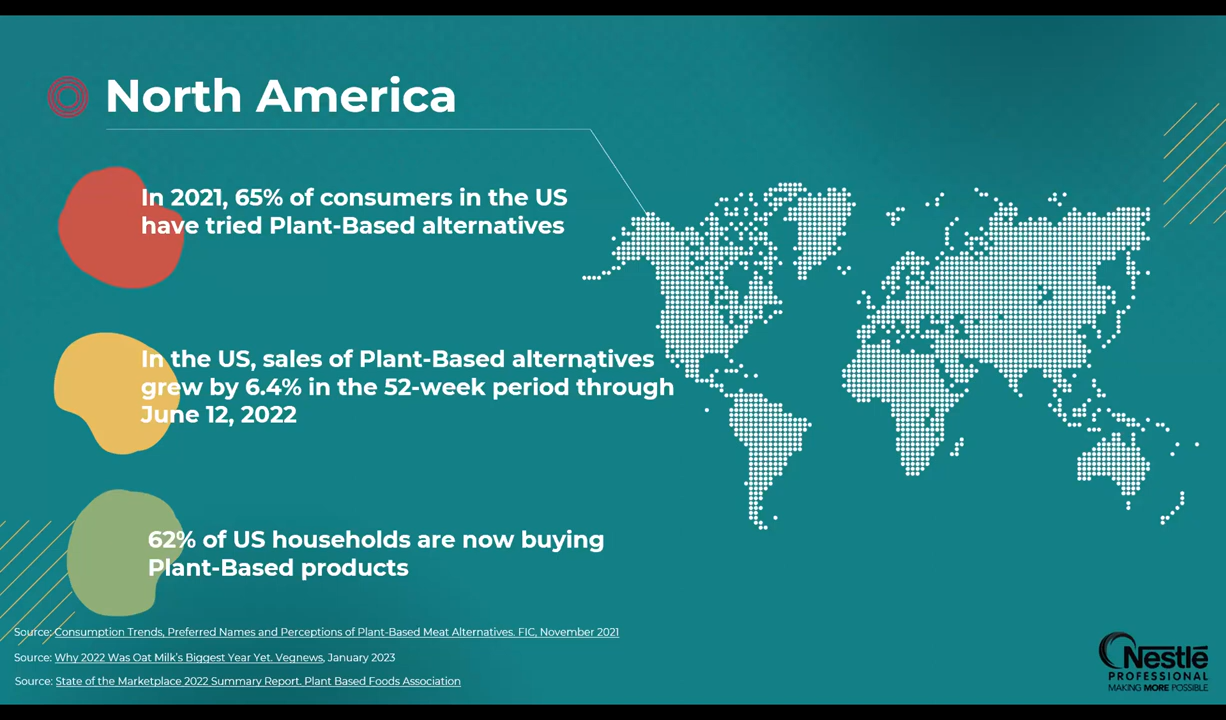 North America
In 2021, 65% of consumers in the US
have tried Plant-Based alternatives
In the US, sales of Plant-Based alternatives
grew by 6.4% in the 52-week period through
June 12, 2022
62% of US households are now buying
Plant-Based products
Source: Consumption Trends, Preferred Names and Perceptions of Plant-Based Meat Alternatives. FIC, November 2021
Source: Why 2022 Was Oat Milk's Biggest Year Yet. Vegnews, January 2023
Source: State of the Marketplace 2022 Summary Report. Plant Based Foods Association
Nestlé
PROFESSIONAL
MAKING MORE POSSIBLE